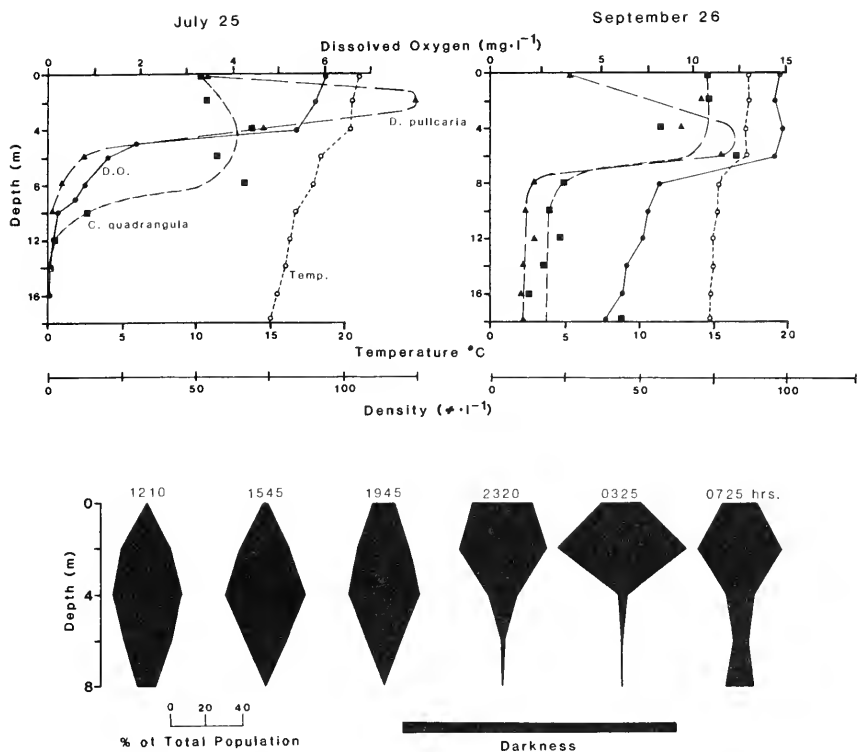 July 25
September 26
Dissolved Oxygen (mg·l⁻¹)
0 2 4 6
0 5 10 15
0
4
8
12
16
Depth (m)
D. pulicaria
D.O.
C. quadrangula
Temp.
0
4
8
12
16
0 5 10 15 20
0 5 10 15 20
Temperature °C
0 50 100
0 50 100
Density (#·l⁻¹)
1210 1545 1945 2320 0325 0725 hrs.
0
4
8
Depth (m)
0 20 40
% of Total Population
Darkness